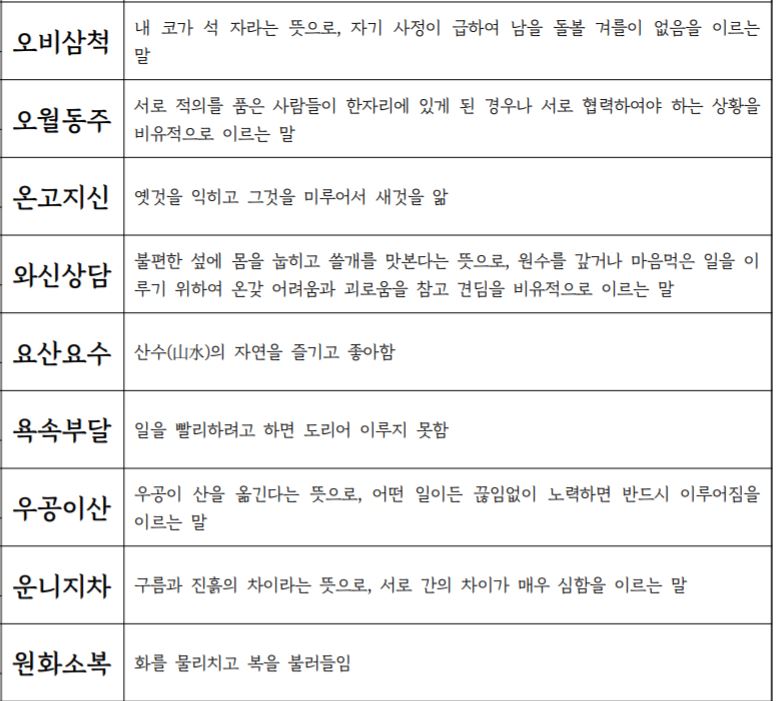 오비삼척
내 코가 석 자라는 뜻으로, 자기 사정이 급하여 남을 돌볼 겨를이 없음을 이르는
말
오월동주
서로 적의를 품은 사람들이 한자리에 있게 된 경우나 서로 협력하여야 하는 상황을
비유적으로 이르는 말
온고지신
옛것을 익히고 그것을 미루어서 새것을 앎
와신상담
불편한 섶에 몸을 눕히고 쓸개를 맛본다는 뜻으로, 원수를 갚거나 마음먹은 일을 이
루기 위하여 온갖 어려움과 괴로움을 참고 견딤을 비유적으로 이르는 말
요산요수
산수(山水)의 자연을 즐기고 좋아함
욕속부달
일을 빨리하려고 하면 도리어 이루지 못함
우공이산
우공이 산을 옮긴다는 뜻으로, 어떤 일이든 끊임없이 노력하면 반드시 이루어짐을
이르는 말
운니지차
구름과 진흙의 차이라는 뜻으로, 서로 간의 차이가 매우 심함을 이르는 말
원화소복
화를 물리치고 복을 불러들임